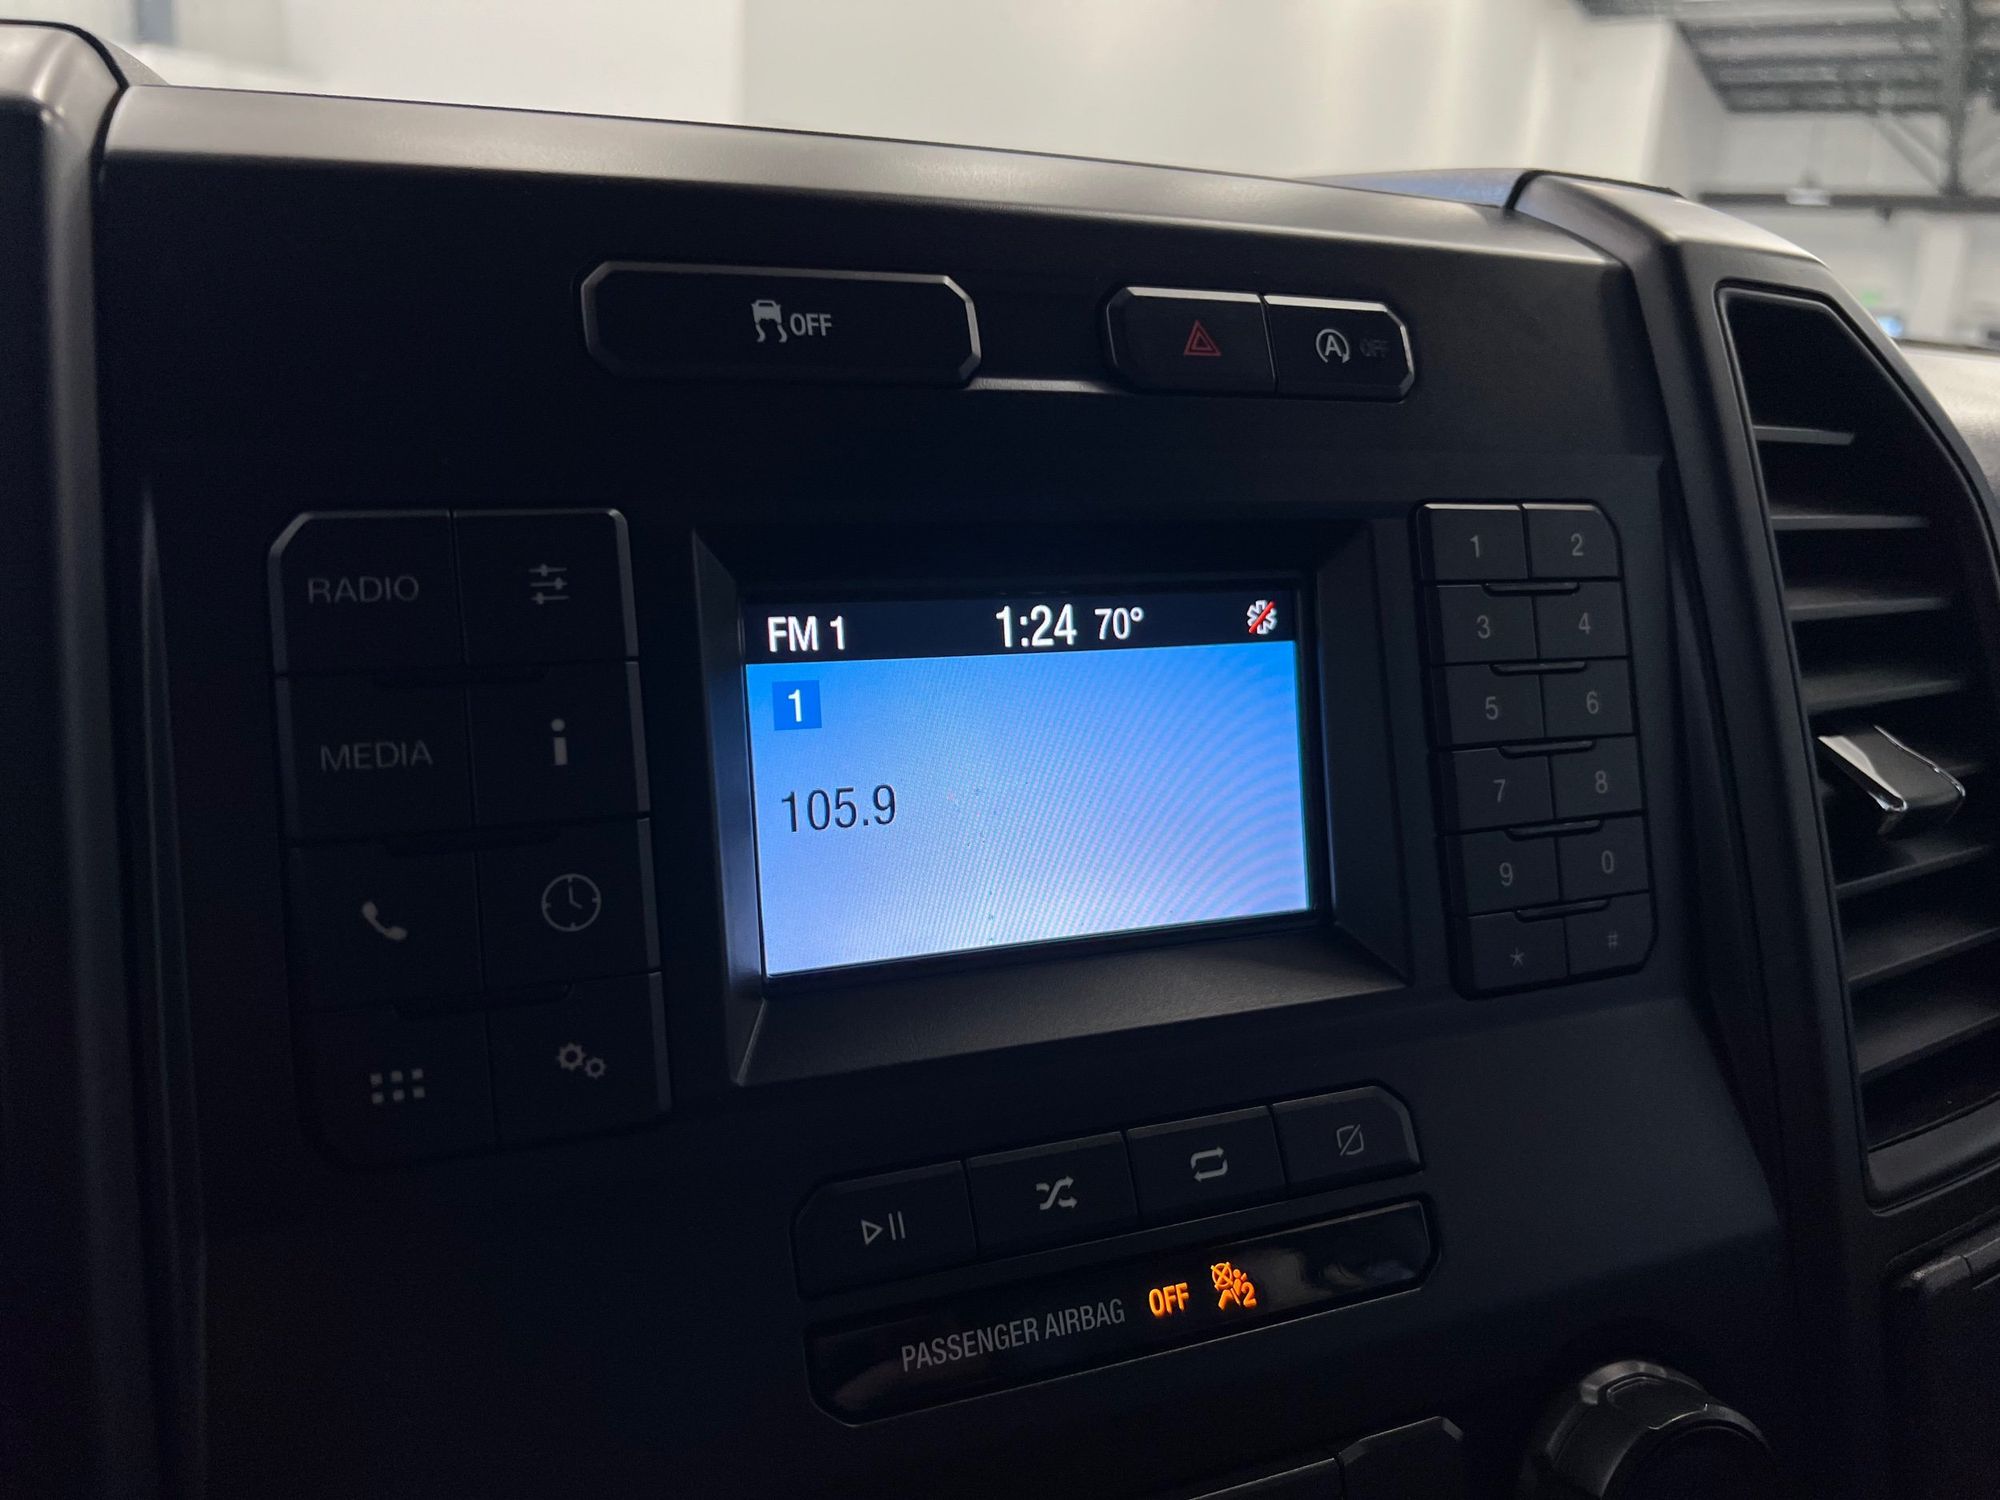 OFF
A OFF
RADIO
MEDIA
i
FM 1 1:24 70°
1
105.9
1 2
3 4
5 6
7 8
9 0
* #
PASSENGER AIRBAG OFF 2